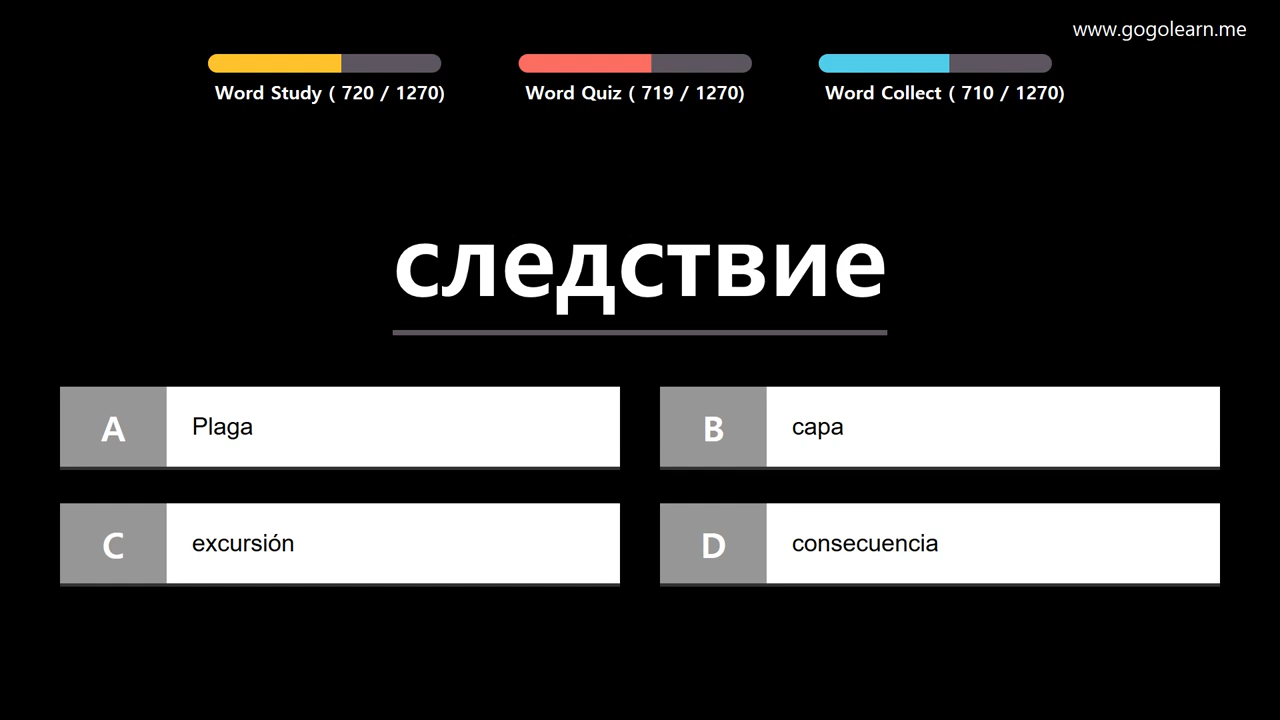 www.gogolearn.me
Word Study ( 720 / 1270)
Word Quiz ( 719 / 1270)
Word Collect ( 710 / 1270)
следствие
A Plaga
B capa
C excursión
D consecuencia